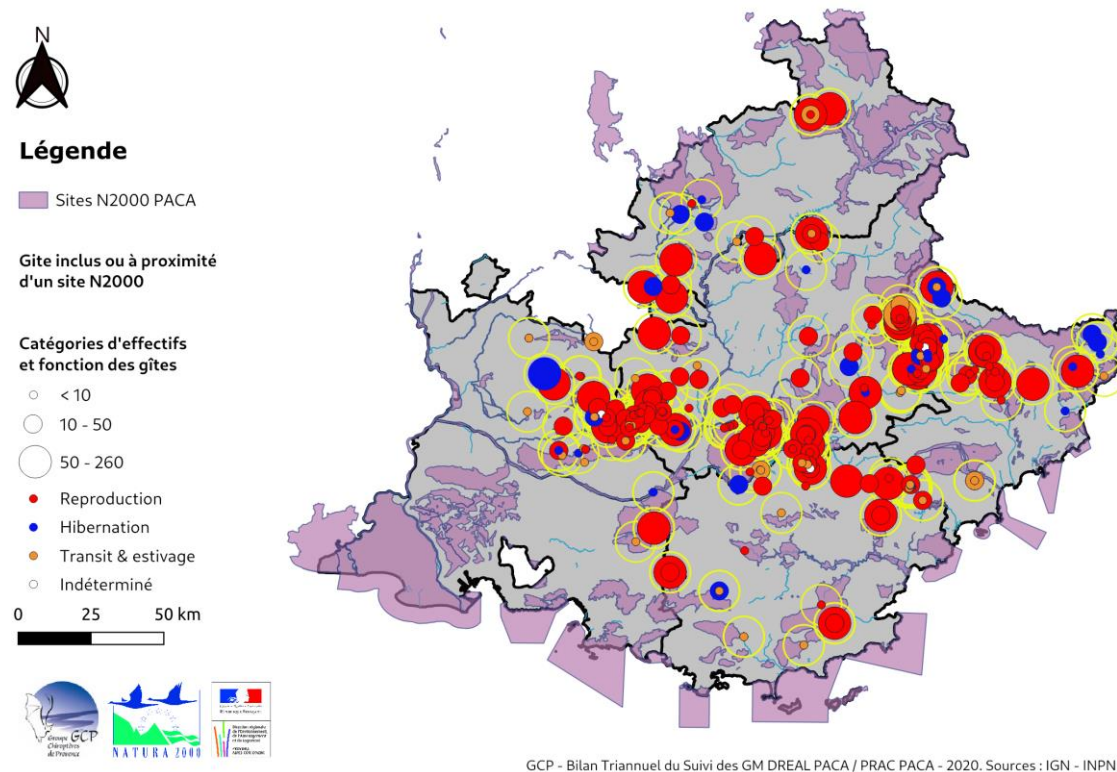 N
Légende
Sites N2000 PACA
Gite inclus ou à proximité
d'un site N2000
Catégories d'effectifs
et fonction des gîtes
< 10
10 - 50
50 - 260
Reproduction
Hibernation
Transit & estivage
Indéterminé
0 25 50 km
Groupe GCP
Chiroptères
de Provence
NATURA 2000
GCP - Bilan Triannuel du Suivi des GM DREAL PACA / PRAC PACA - 2020. Sources : IGN - INPN